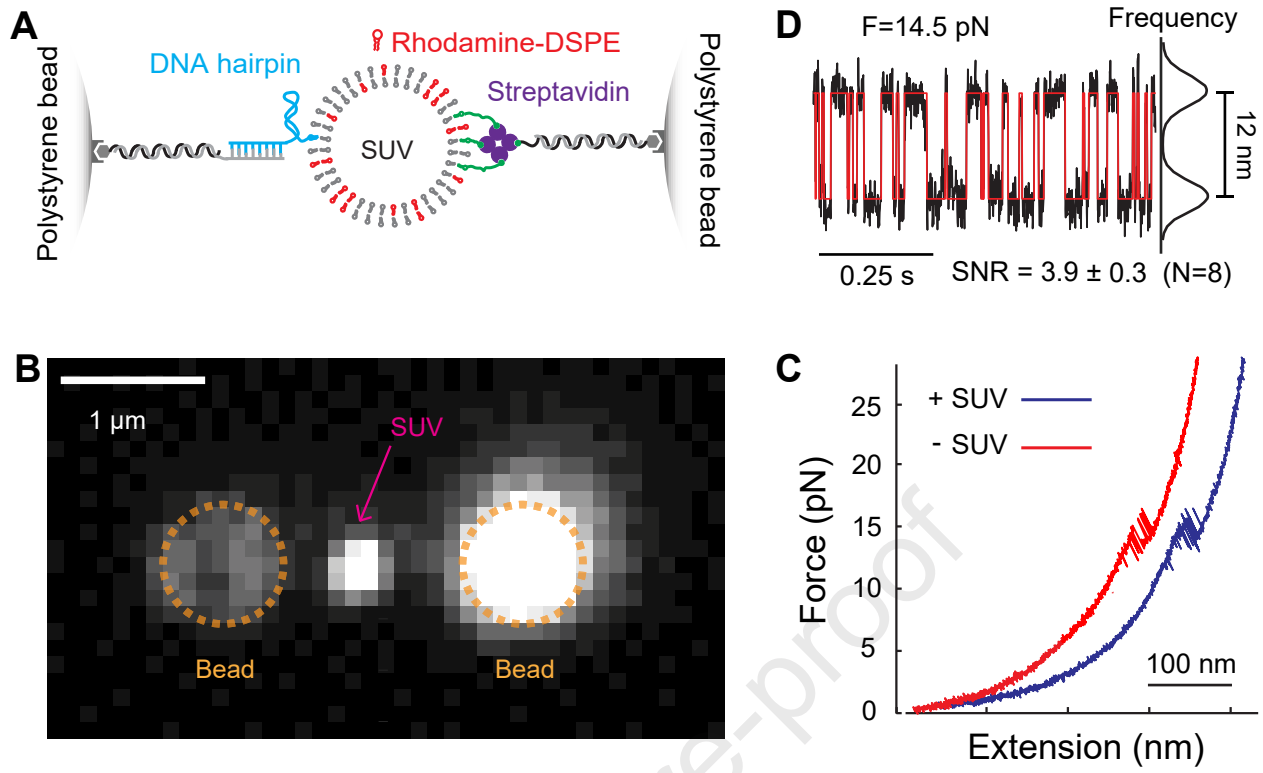 A
Polystyrene bead
DNA hairpin
Rhodamine-DSPE
Streptavidin
SUV
Polystyrene bead
D
F=14.5 pN
Frequency
12 nm
0.25 s
SNR = 3.9 ± 0.3 (N=8)
B
1 µm
SUV
Bead
Bead
C
+ SUV
- SUV
Force (pN)
25
20
15
10
5
0
100 nm
Extension (nm)
re-proof